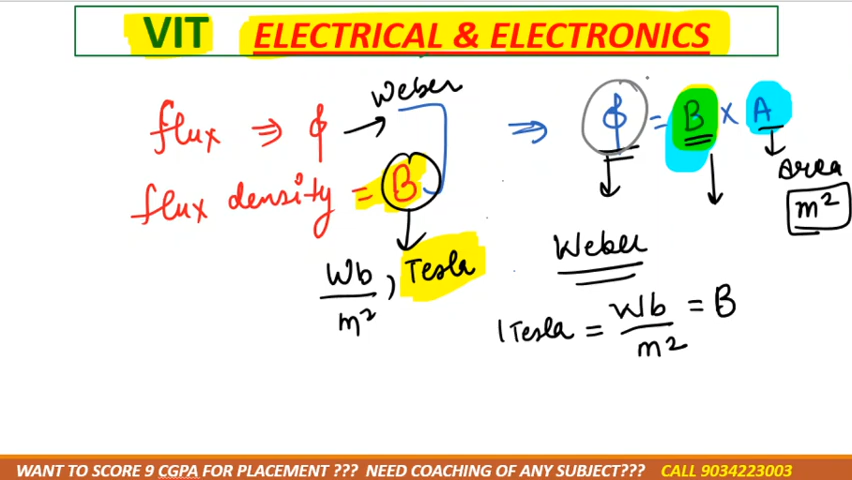 VIT ELECTRICAL & ELECTRONICS
flux ⇒ ϕ → Weber
flux density = B
Wb/m², Tesla
⇒ ϕ = B × A
Area
m²
Weber
1Tesla = Wb/m² = B
WANT TO SCORE 9 CGPA FOR PLACEMENT ??? NEED COACHING OF ANY SUBJECT??? CALL 9034223003